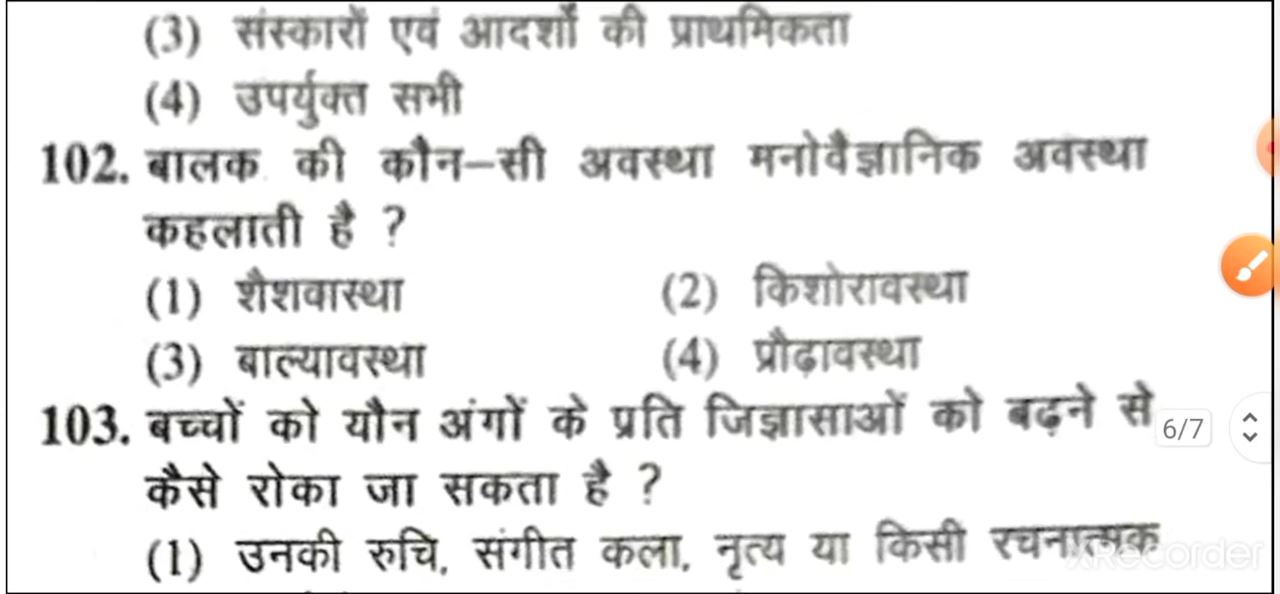 (3) संस्कारों एवं आदर्शों की प्राथमिकता
(4) उपर्युक्त सभी
102. बालक की कौन–सी अवस्था मनोवैज्ञानिक अवस्था
कहलाती है ?
(1) शैशवास्था (2) किशोरावस्था
(3) बाल्यावस्था (4) प्रौढ़ावस्था
103. बच्चों को यौन अंगों के प्रति जिज्ञासाओं को बढ़ने से
6/7
कैसे रोका जा सकता है ?
(1) उनकी रुचि, संगीत कला, नृत्य या किसी रचनात्मक
XRecorder